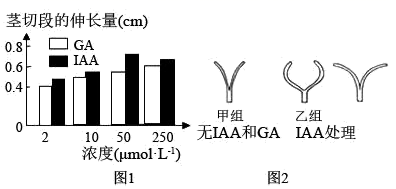 茎切段的伸长量(cm)
0.8
0.6
0.4
GA
IAA
2 10 50 250
浓度(μmol·L-1)
图1
甲组 乙组
无IAA和GA IAA处理
图2